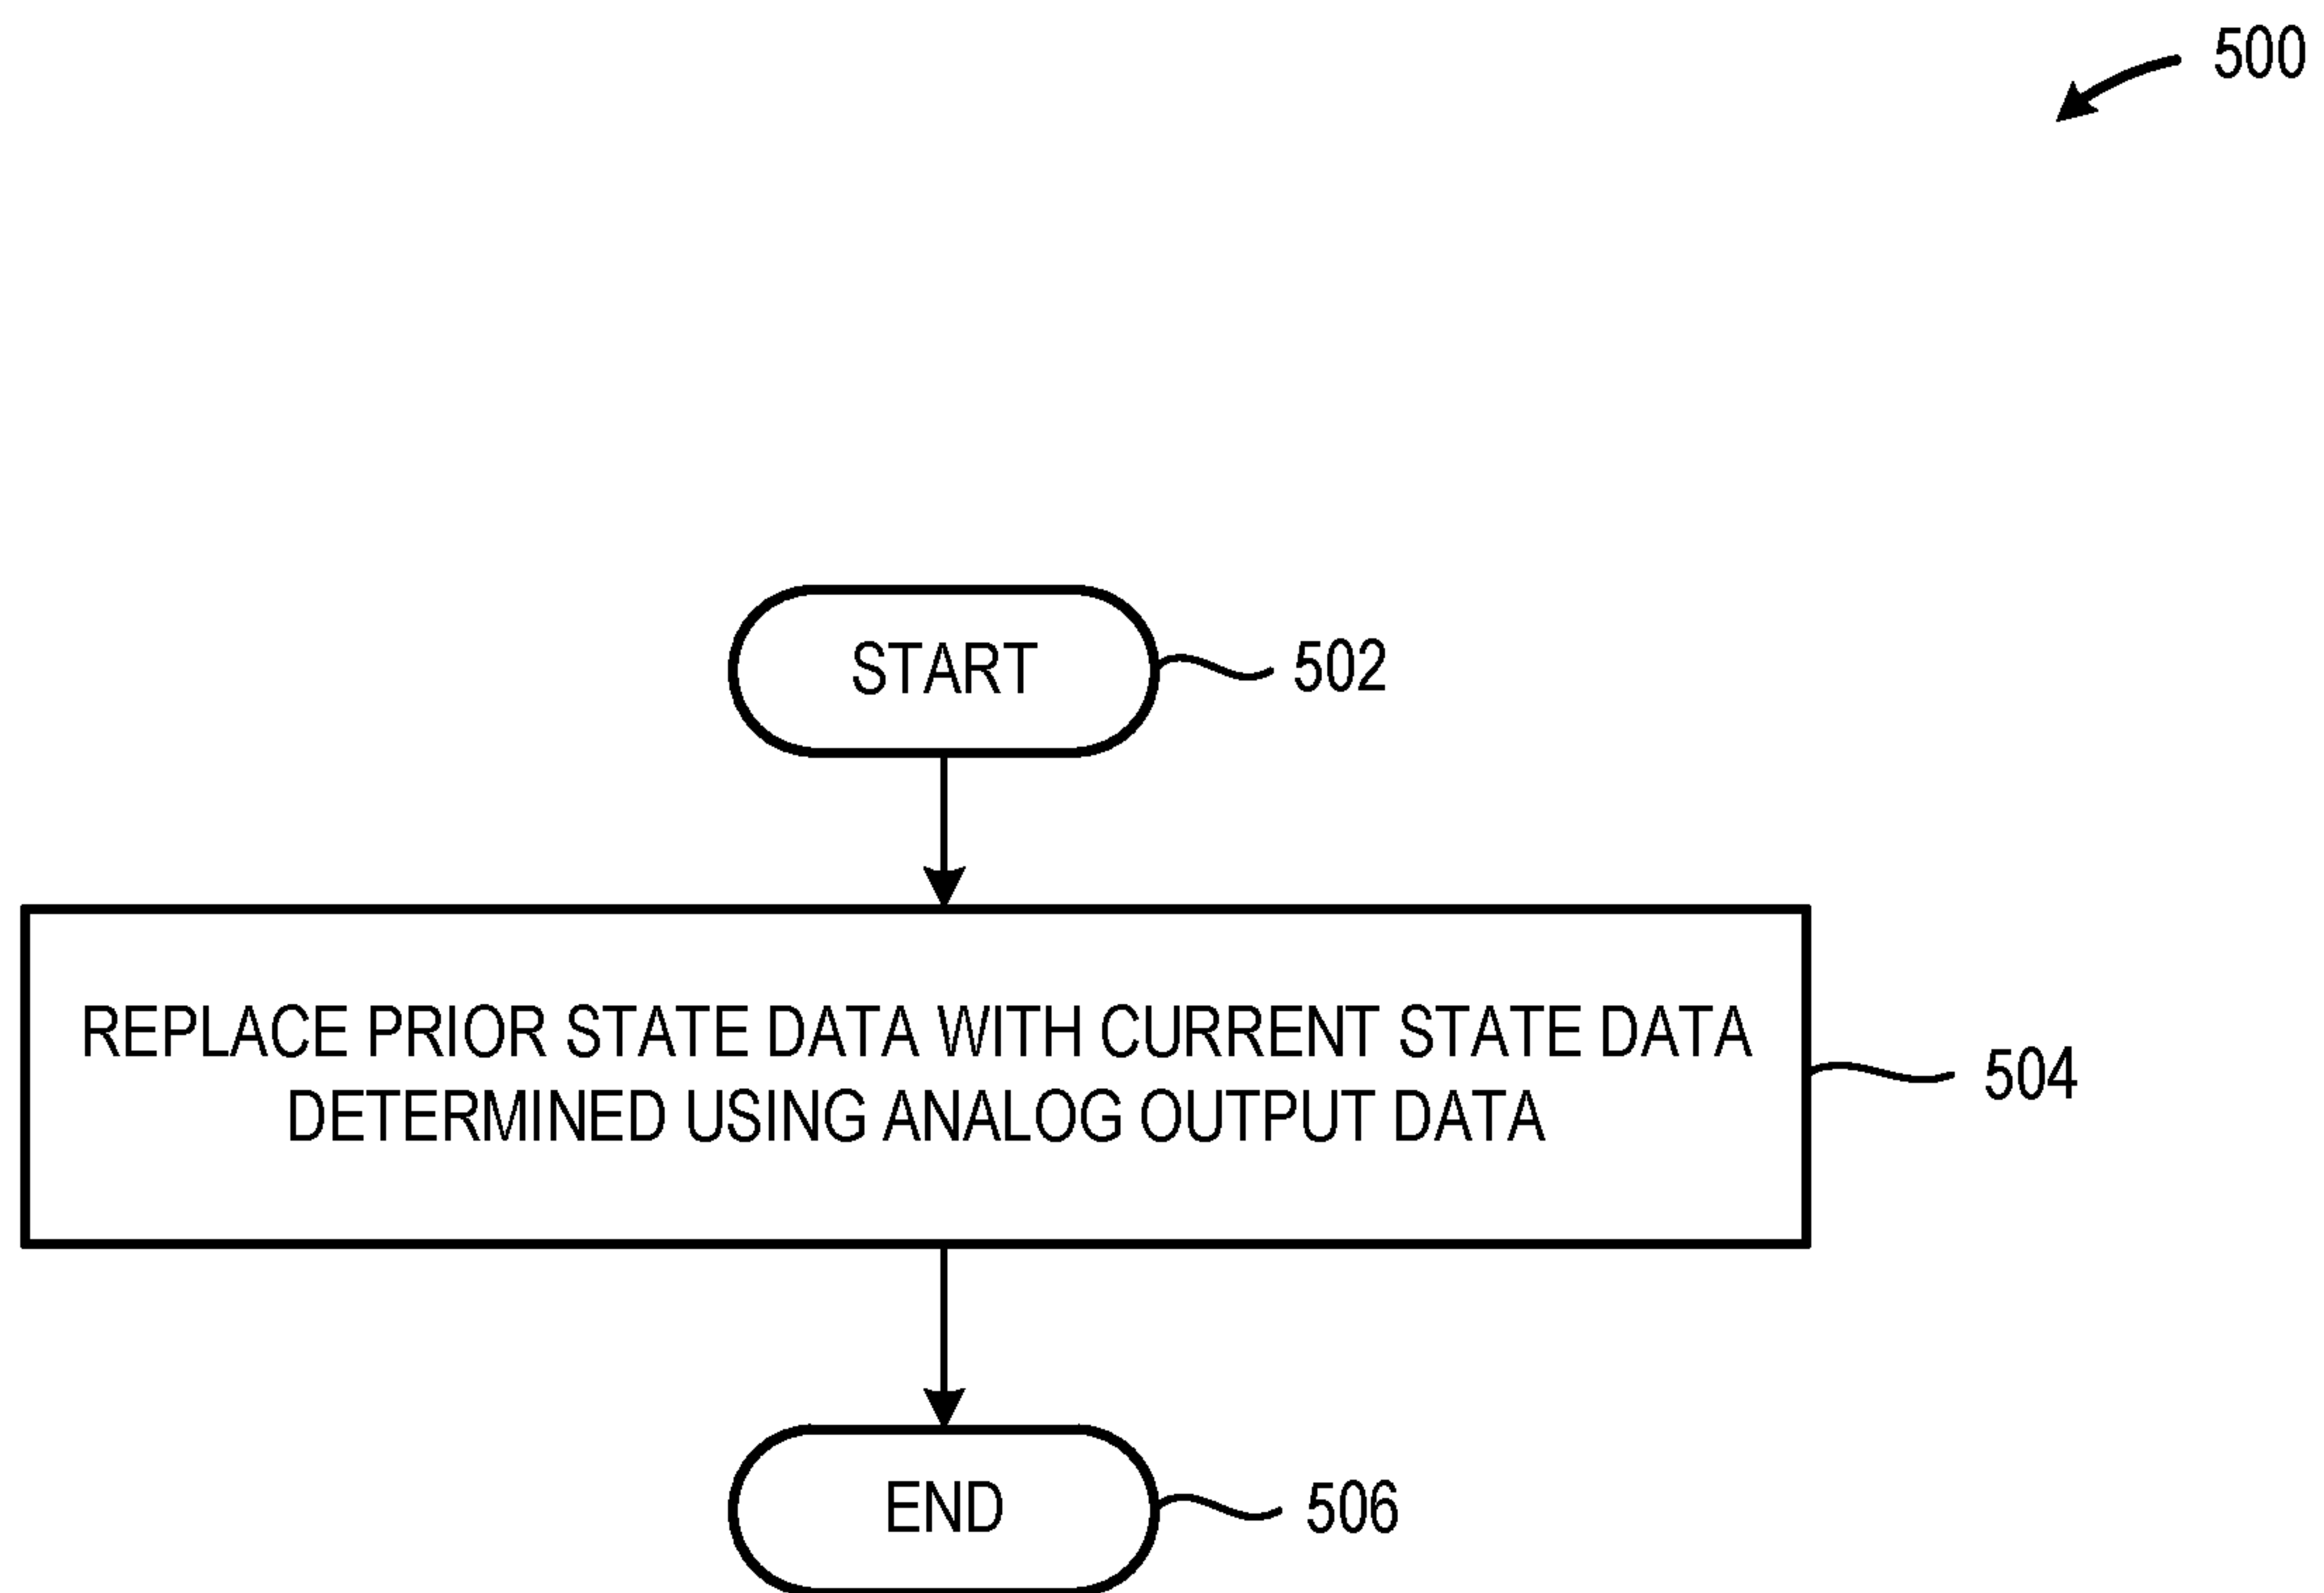 500
START
502
REPLACE PRIOR STATE DATA WITH CURRENT STATE DATA
DETERMINED USING ANALOG OUTPUT DATA
504
END
506